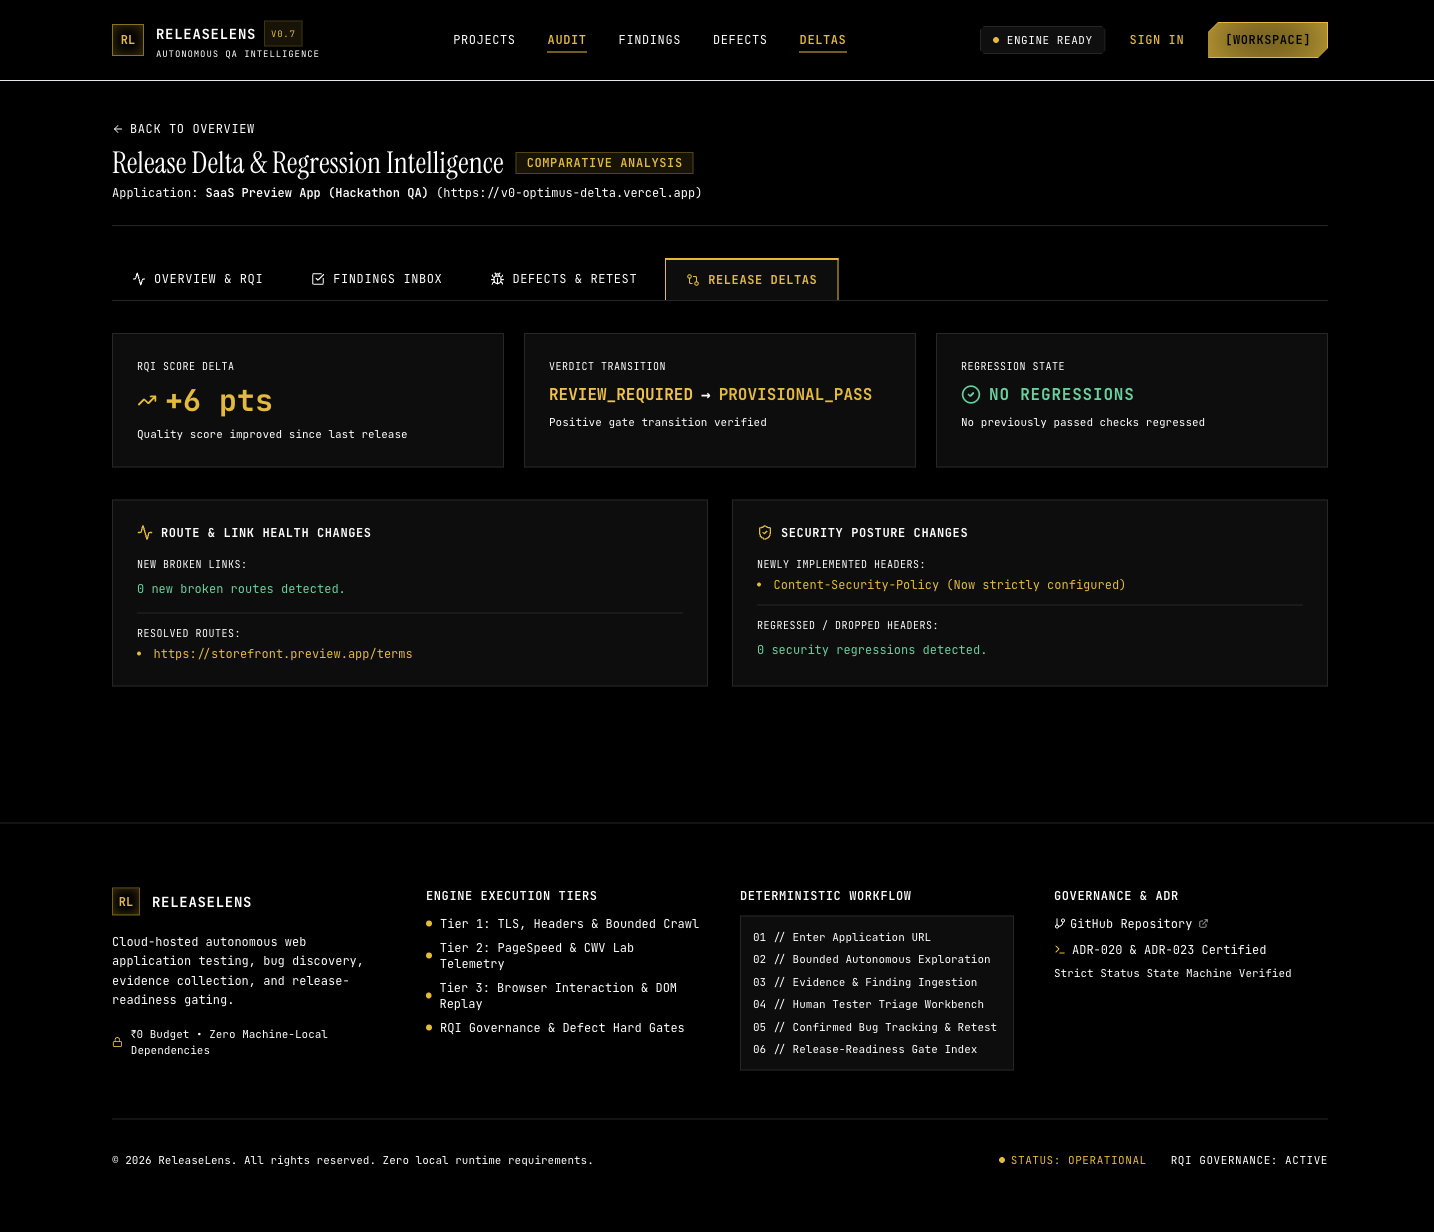 RL
RELEASELENS V0.7
AUTONOMOUS QA INTELLIGENCE
PROJECTS
AUDIT
FINDINGS
DEFECTS
DELTAS
ENGINE READY
SIGN IN
[WORKSPACE]
← BACK TO OVERVIEW
Release Delta & Regression Intelligence
COMPARATIVE ANALYSIS
Application: SaaS Preview App (Hackathon QA) (https://v0-optimus-delta.vercel.app)
OVERVIEW & RQI
FINDINGS INBOX
DEFECTS & RETEST
RELEASE DELTAS
RQI SCORE DELTA
+6 pts
Quality score improved since last release
VERDICT TRANSITION
REVIEW_REQUIRED → PROVISIONAL_PASS
Positive gate transition verified
REGRESSION STATE
NO REGRESSIONS
No previously passed checks regressed
ROUTE & LINK HEALTH CHANGES
NEW BROKEN LINKS:
0 new broken routes detected.
RESOLVED ROUTES:
• https://storefront.preview.app/terms
SECURITY POSTURE CHANGES
NEWLY IMPLEMENTED HEADERS:
• Content-Security-Policy (Now strictly configured)
REGRESSED / DROPPED HEADERS:
0 security regressions detected.
RL
RELEASELENS
Cloud-hosted autonomous web
application testing, bug discovery,
evidence collection, and release-
readiness gating.
₹0 Budget • Zero Machine-Local
Dependencies
ENGINE EXECUTION TIERS
Tier 1: TLS, Headers & Bounded Crawl
Tier 2: PageSpeed & CWV Lab
Telemetry
Tier 3: Browser Interaction & DOM
Replay
RQI Governance & Defect Hard Gates
DETERMINISTIC WORKFLOW
01 // Enter Application URL
02 // Bounded Autonomous Exploration
03 // Evidence & Finding Ingestion
04 // Human Tester Triage Workbench
05 // Confirmed Bug Tracking & Retest
06 // Release-Readiness Gate Index
GOVERNANCE & ADR
GitHub Repository
ADR-020 & ADR-023 Certified
Strict Status State Machine Verified
© 2026 ReleaseLens. All rights reserved. Zero local runtime requirements.
STATUS: OPERATIONAL
RQI GOVERNANCE: ACTIVE